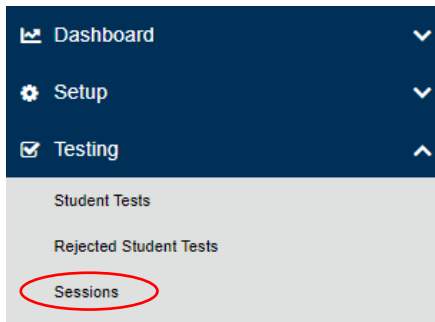 Dashboard
Setup
Testing
Student Tests
Rejected Student Tests
Sessions